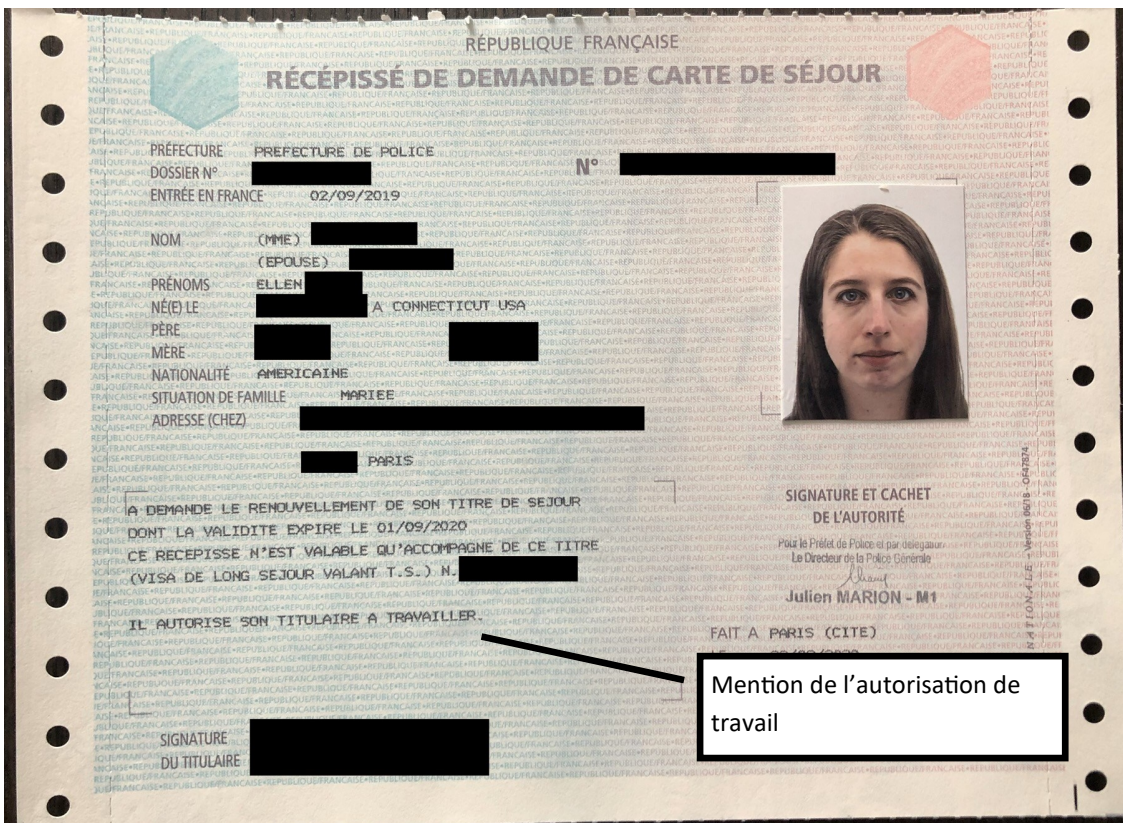 RÉPUBLIQUE FRANÇAISE
RÉCÉPISSÉ DE DEMANDE DE CARTE DE SÉJOUR
PRÉFECTURE PREFECTURE DE POLICE
DOSSIER N° N°
ENTRÉE EN FRANCE 02/09/2019
NOM (MME)
(EPOUSE)
PRÉNOMS ELLEN
NÉ(E) LE A CONNECTICUT USA
PÈRE
MÈRE
NATIONALITÉ AMERICAINE
SITUATION DE FAMILLE MARIEE
ADRESSE (CHEZ)
PARIS
A DEMANDE LE RENOUVELLEMENT DE SON TITRE DE SEJOUR
DONT LA VALIDITE EXPIRE LE 01/09/2020
CE RECEPISSE N'EST VALABLE QU'ACCOMPAGNE DE CE TITRE
(VISA DE LONG SEJOUR VALANT T.S.) N.
IL AUTORISE SON TITULAIRE A TRAVAILLER.
SIGNATURE
DU TITULAIRE
SIGNATURE ET CACHET
DE L'AUTORITÉ
Pour le Préfet de Police et par délégation
Le Directeur de la Police Générale
Julien MARION - M1
FAIT A PARIS (CITE)
Mention de l'autorisation de
travail
NATIONALE - Version 06/18 - OF47874 -